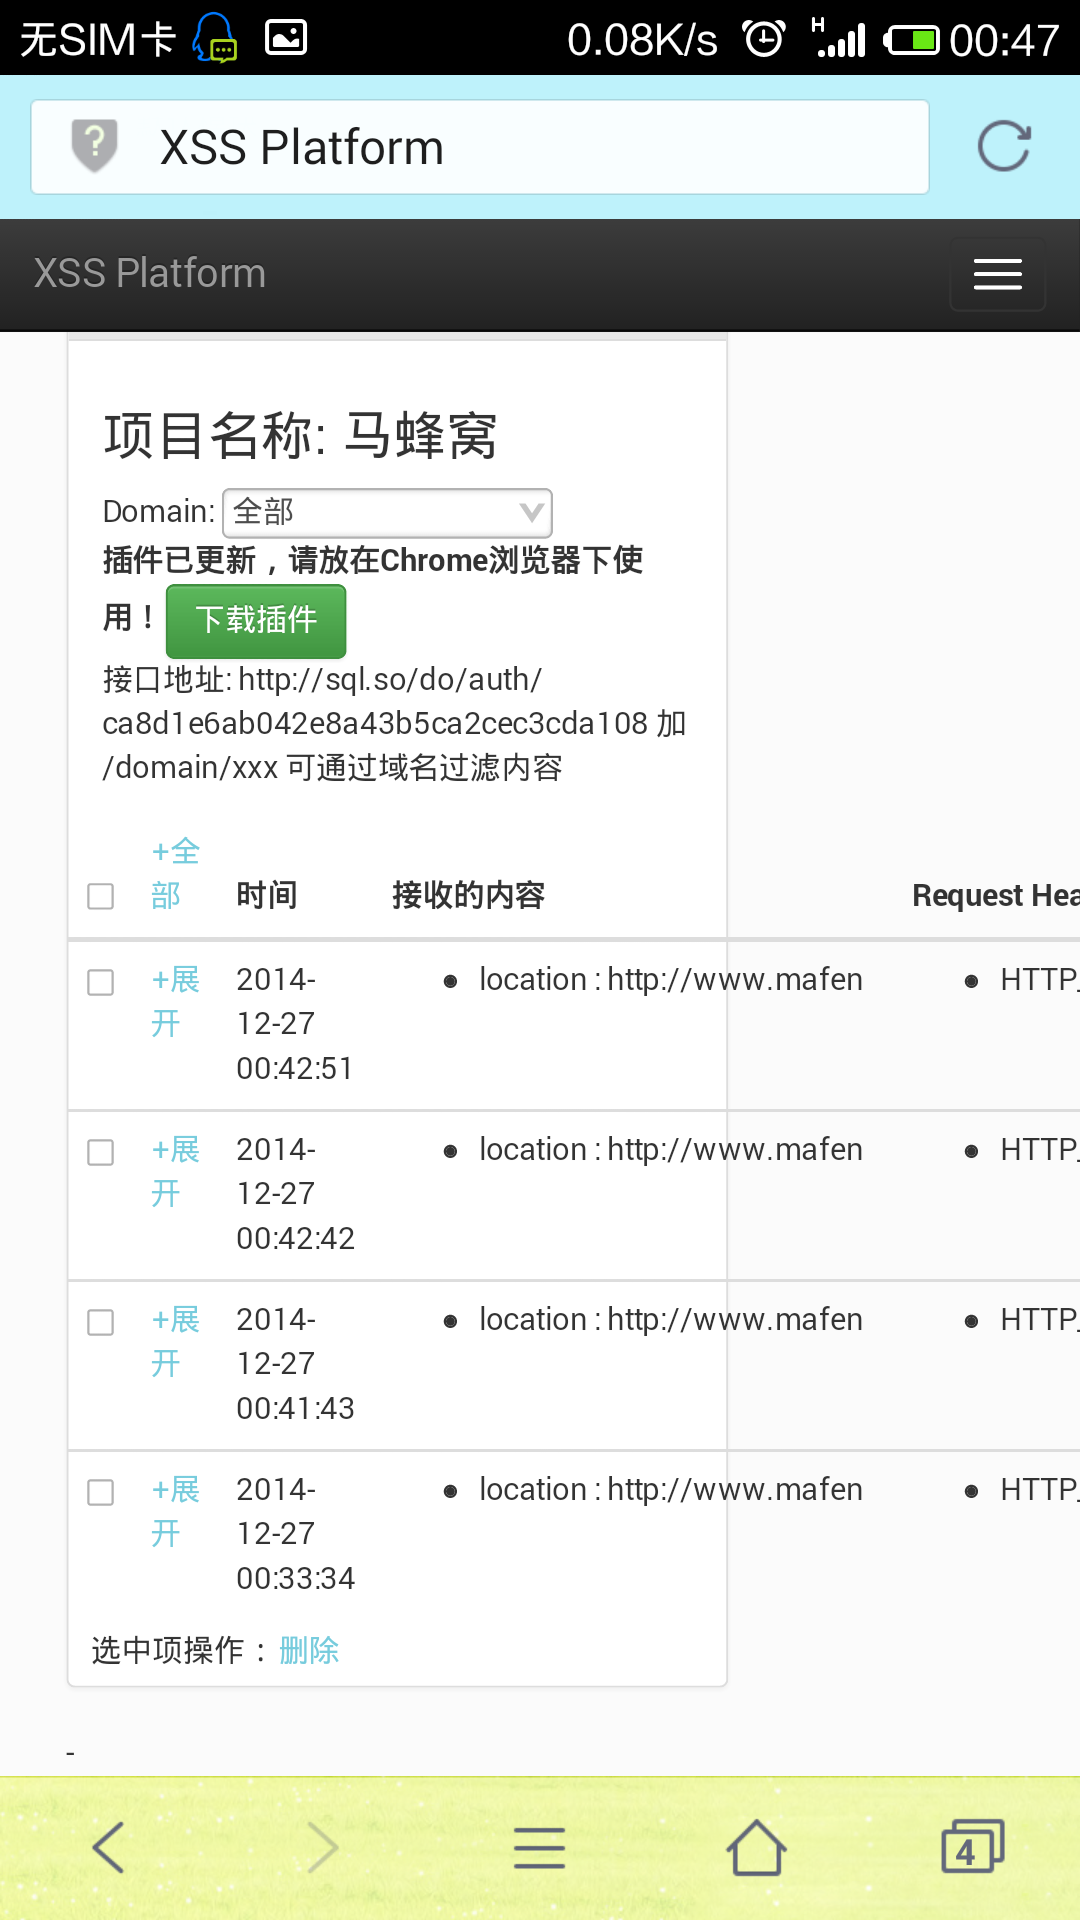 无SIM卡 0.08K/s H 00:47
XSS Platform
XSS Platform
项目名称: 马蜂窝
Domain: 全部
插件已更新，请放在Chrome浏览器下使
用！ 下载插件
接口地址: http://sql.so/do/auth/
ca8d1e6ab042e8a43b5ca2cec3cda108 加
/domain/xxx 可通过域名过滤内容
+全
部 时间 接收的内容 Request Hea
+展 2014- location : http://www.mafen HTTP_
开 12-27
00:42:51
+展 2014- location : http://www.mafen HTTP_
开 12-27
00:42:42
+展 2014- location : http://www.mafen HTTP_
开 12-27
00:41:43
+展 2014- location : http://www.mafen HTTP_
开 12-27
00:33:34
选中项操作： 删除
-
4